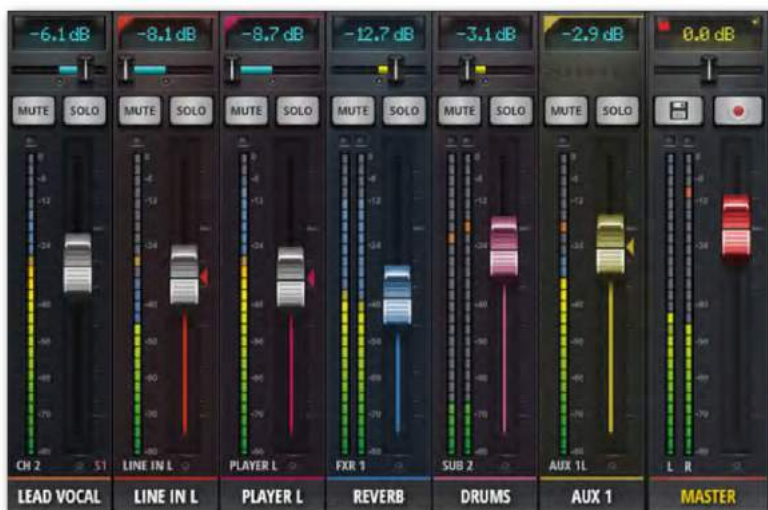 -6.1 dB -8.1 dB -8.7 dB -12.7 dB -3.1 dB -2.9 dB 0.0 dB
MUTE SOLO MUTE SOLO MUTE SOLO MUTE SOLO MUTE SOLO MUTE SOLO
CH 2 S1 LINE IN L PLAYER L FXR 1 SUB 2 AUX 1L L R
LEAD VOCAL LINE IN L PLAYER L REVERB DRUMS AUX 1 MASTER